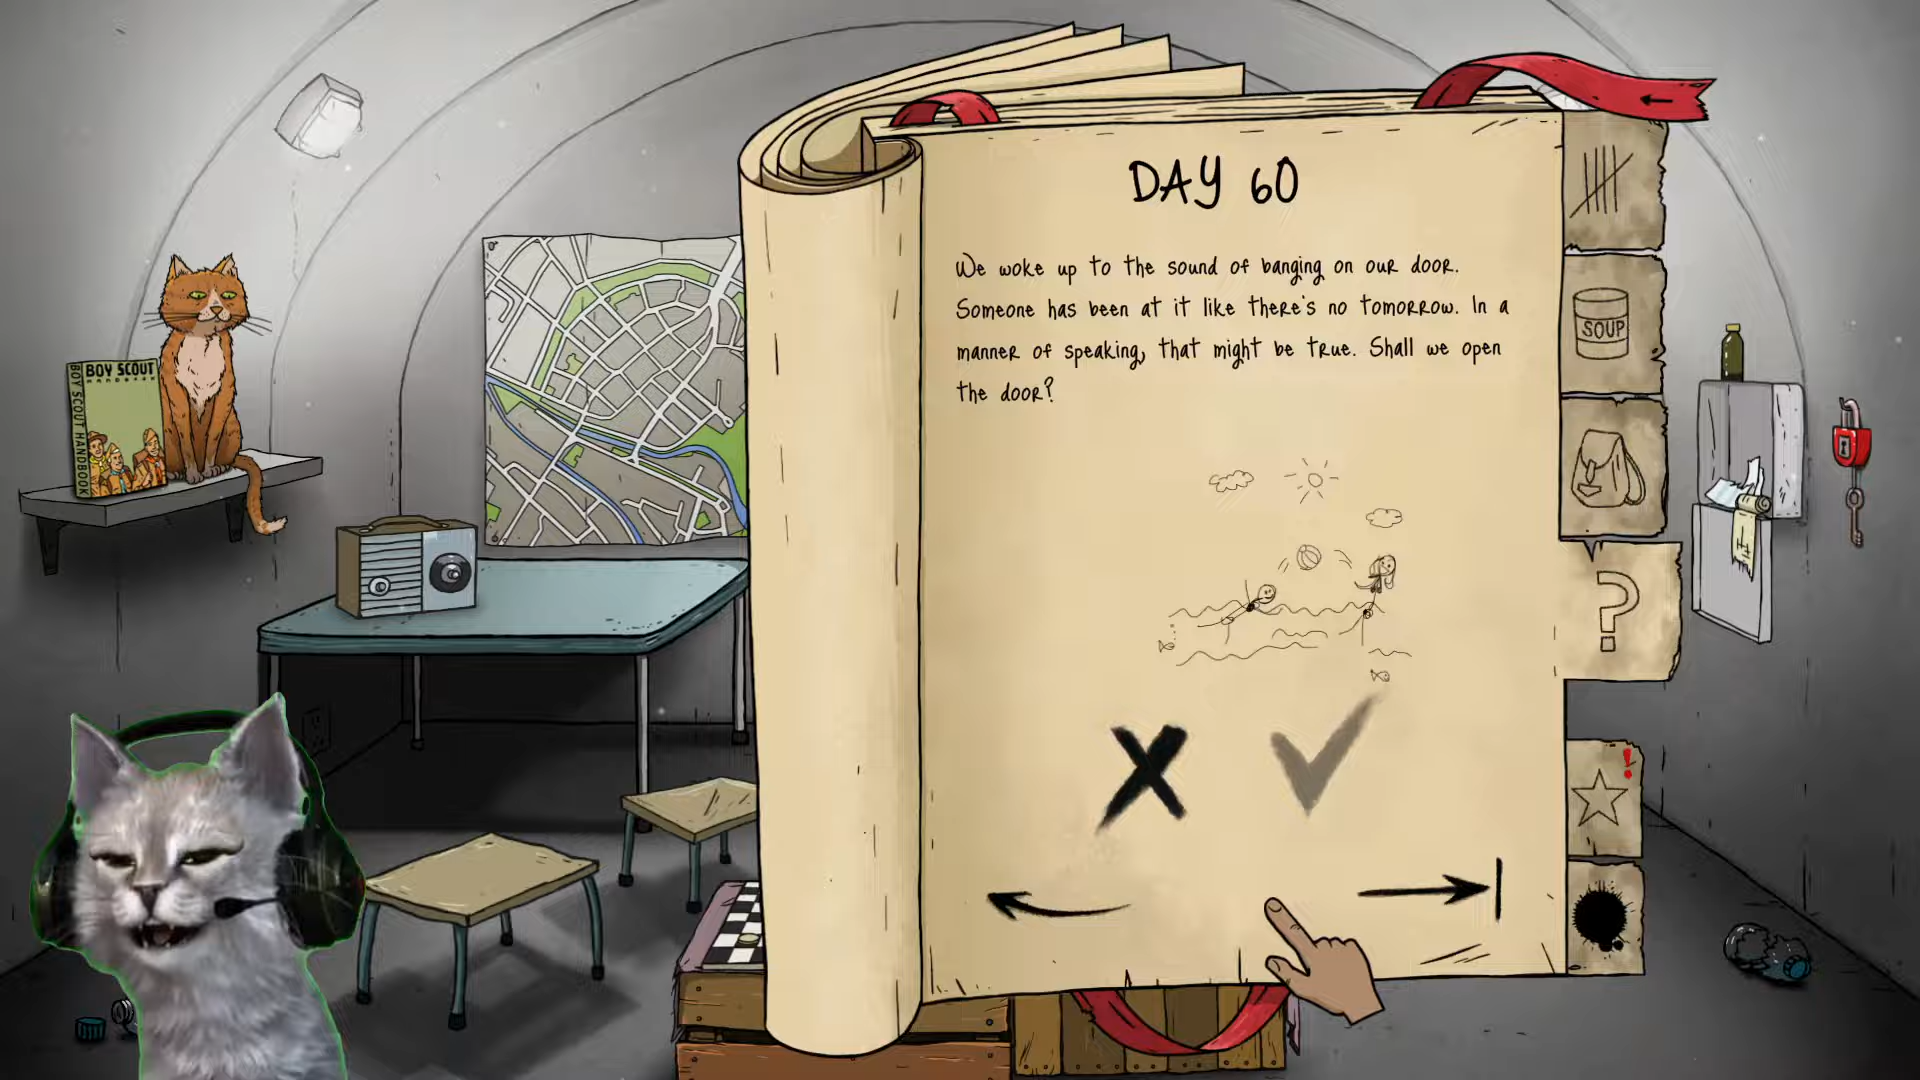 DAY 60
We woke up to the sound of banging on our door.
Someone has been at it like there's no tomorrow. In a
manner of speaking, that might be true. Shall we open
the door?
SOUP
BOY SCOUT
HANDBOOK
BOY SCOUT HANDBOOK